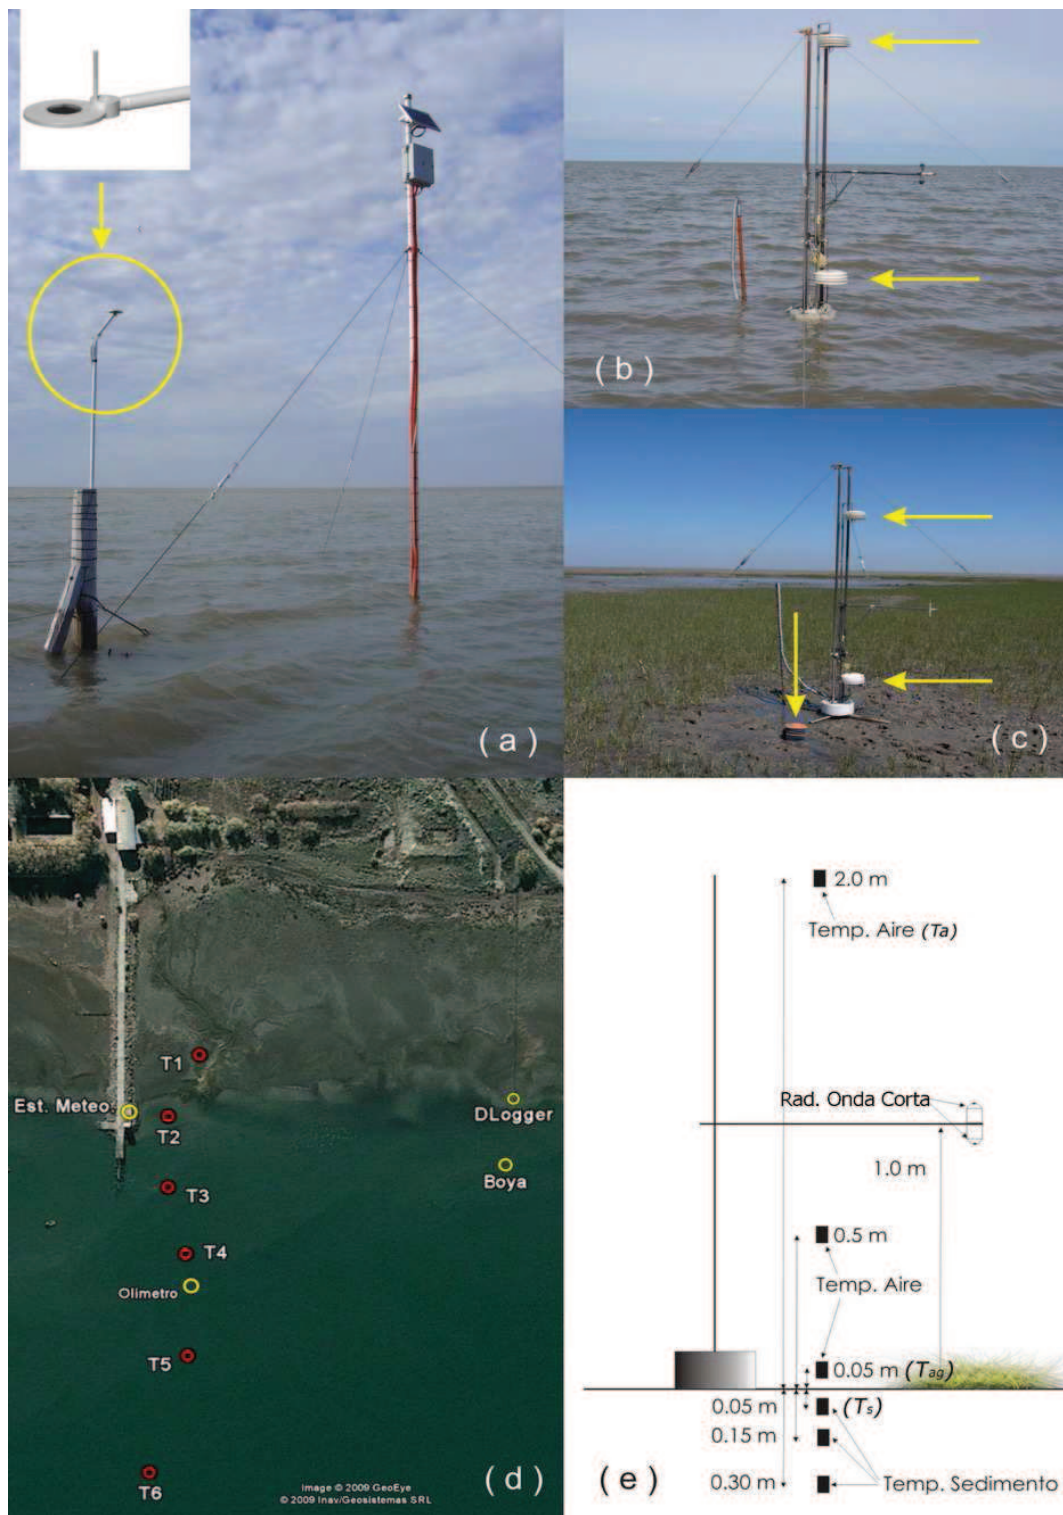 ( a )
( b )
( c )
T1
Est. Meteo.
T2
DLogger
T3
Boya
T4
Olimetro
T5
T6
Image © 2009 GeoEye
© 2009 Inav/Geosistemas SRL
( d )
2.0 m
Temp. Aire (Ta)
Rad. Onda Corta
1.0 m
0.5 m
Temp. Aire
0.05 m (Tag)
0.05 m (Ts)
0.15 m
0.30 m
Temp. Sedimento
( e )